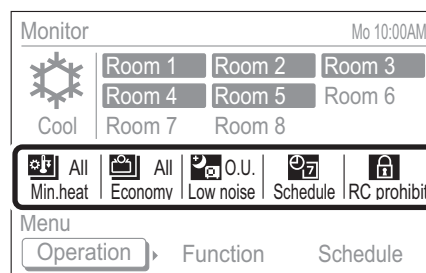 Monitor Mo 10:00AM
Room 1 Room 2 Room 3
Room 4 Room 5 Room 6
Cool Room 7 Room 8
All All O.U. 7
Min.heat Economy Low noise Schedule RC prohibit
Menu
Operation Function Schedule